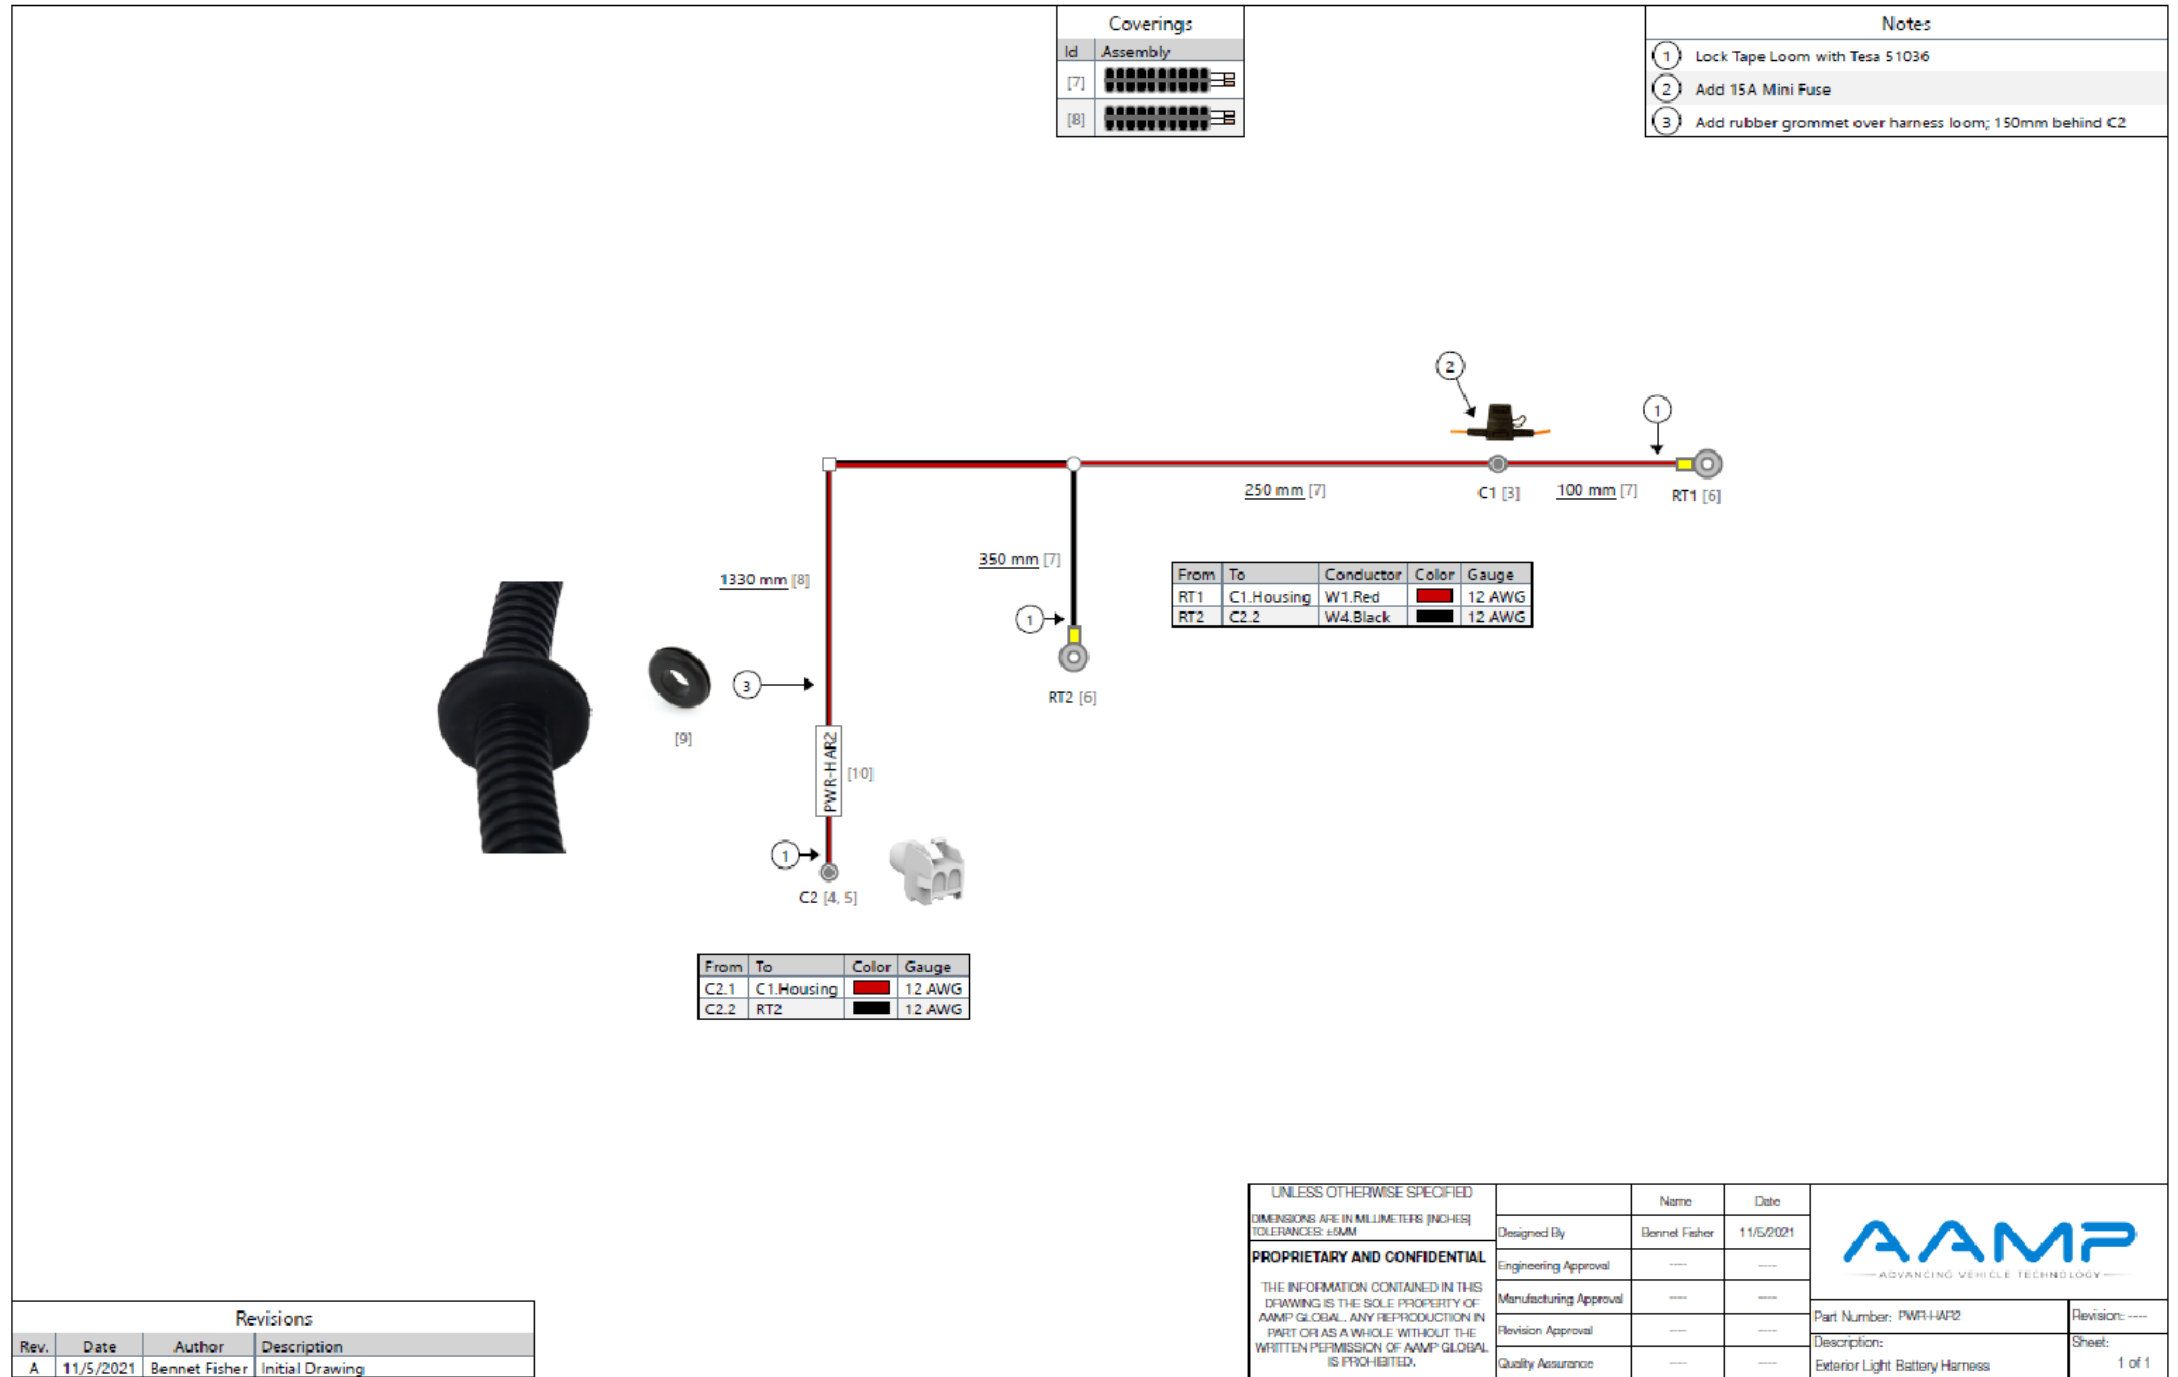 Coverings
Id Assembly
[7]
[8]
Notes
1 Lock Tape Loom with Tesa 51036
2 Add 15A Mini Fuse
3 Add rubber grommet over harness loom; 150mm behind C2
2
1
250 mm [7]
C1 [3]
100 mm [7]
RT1 [6]
350 mm [7]
1330 mm [8]
From To Conductor Color Gauge
RT1 C1.Housing W1.Red 12 AWG
RT2 C2.2 W4.Black 12 AWG
1
RT2 [6]
3
[9]
PWR-HAR2
[10]
1
C2 [4, 5]
From To Color Gauge
C2.1 C1.Housing 12 AWG
C2.2 RT2 12 AWG
UNLESS OTHERWISE SPECIFIED
DIMENSIONS ARE IN MILLIMETERS [INCHES]
TOLERANCES: ±5MM
PROPRIETARY AND CONFIDENTIAL
THE INFORMATION CONTAINED IN THIS
DRAWING IS THE SOLE PROPERTY OF
AAMP GLOBAL. ANY REPRODUCTION IN
PART OR AS A WHOLE WITHOUT THE
WRITTEN PERMISSION OF AAMP GLOBAL
IS PROHIBITED.
Name Date
Designed By Bennet Fisher 11/5/2021
Engineering Approval ---- ----
Manufacturing Approval ---- ----
Revision Approval ---- ----
Quality Assurance ---- ----
AAMP
ADVANCING VEHICLE TECHNOLOGY
Part Number: PWR-HAR2
Revision: ----
Description:
Exterior Light Battery Harness
Sheet:
1 of 1
Revisions
Rev. Date Author Description
A 11/5/2021 Bennet Fisher Initial Drawing